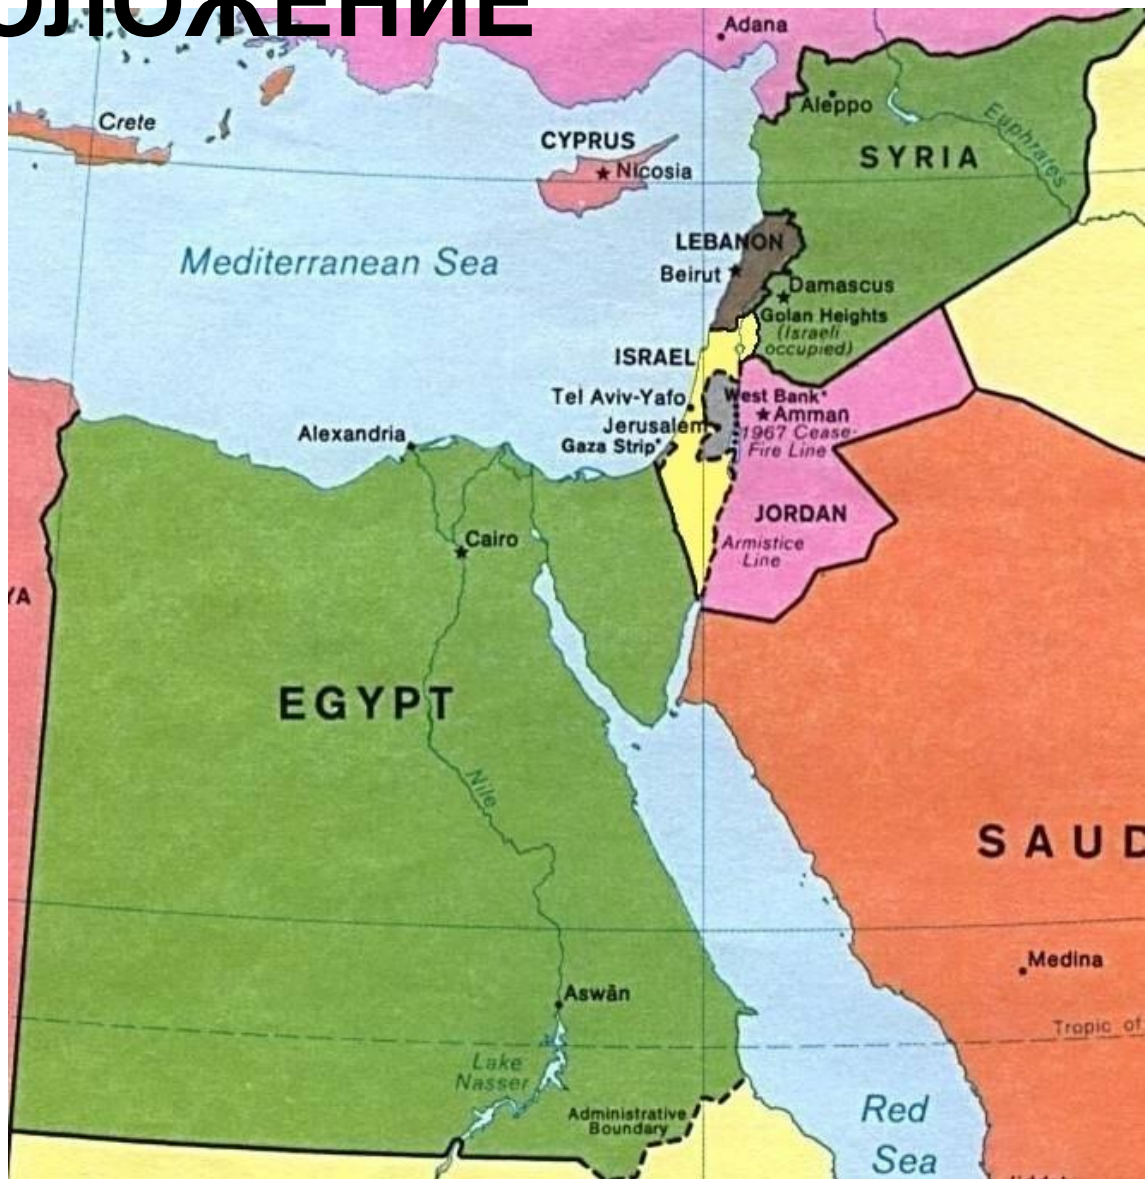 ОЛОЖЕНИЕ
Adana
Aleppo
Crete
Euphrates
CYPRUS
SYRIA
Nicosia
LEBANON
Mediterranean Sea
Beirut
Damascus
Golan Heights
(Israeli
occupied)
ISRAEL
Tel Aviv-Yafo
West Bank*
Amman
Jerusalem
1967 Cease-
Fire Line
Alexandria
Gaza Strip*
JORDAN
Cairo
Armistice
Line
YA
EGYPT
Nile
SAUD
Medina
Aswân
Tropic of
Lake
Nasser
Administrative
Boundary
Red
Sea